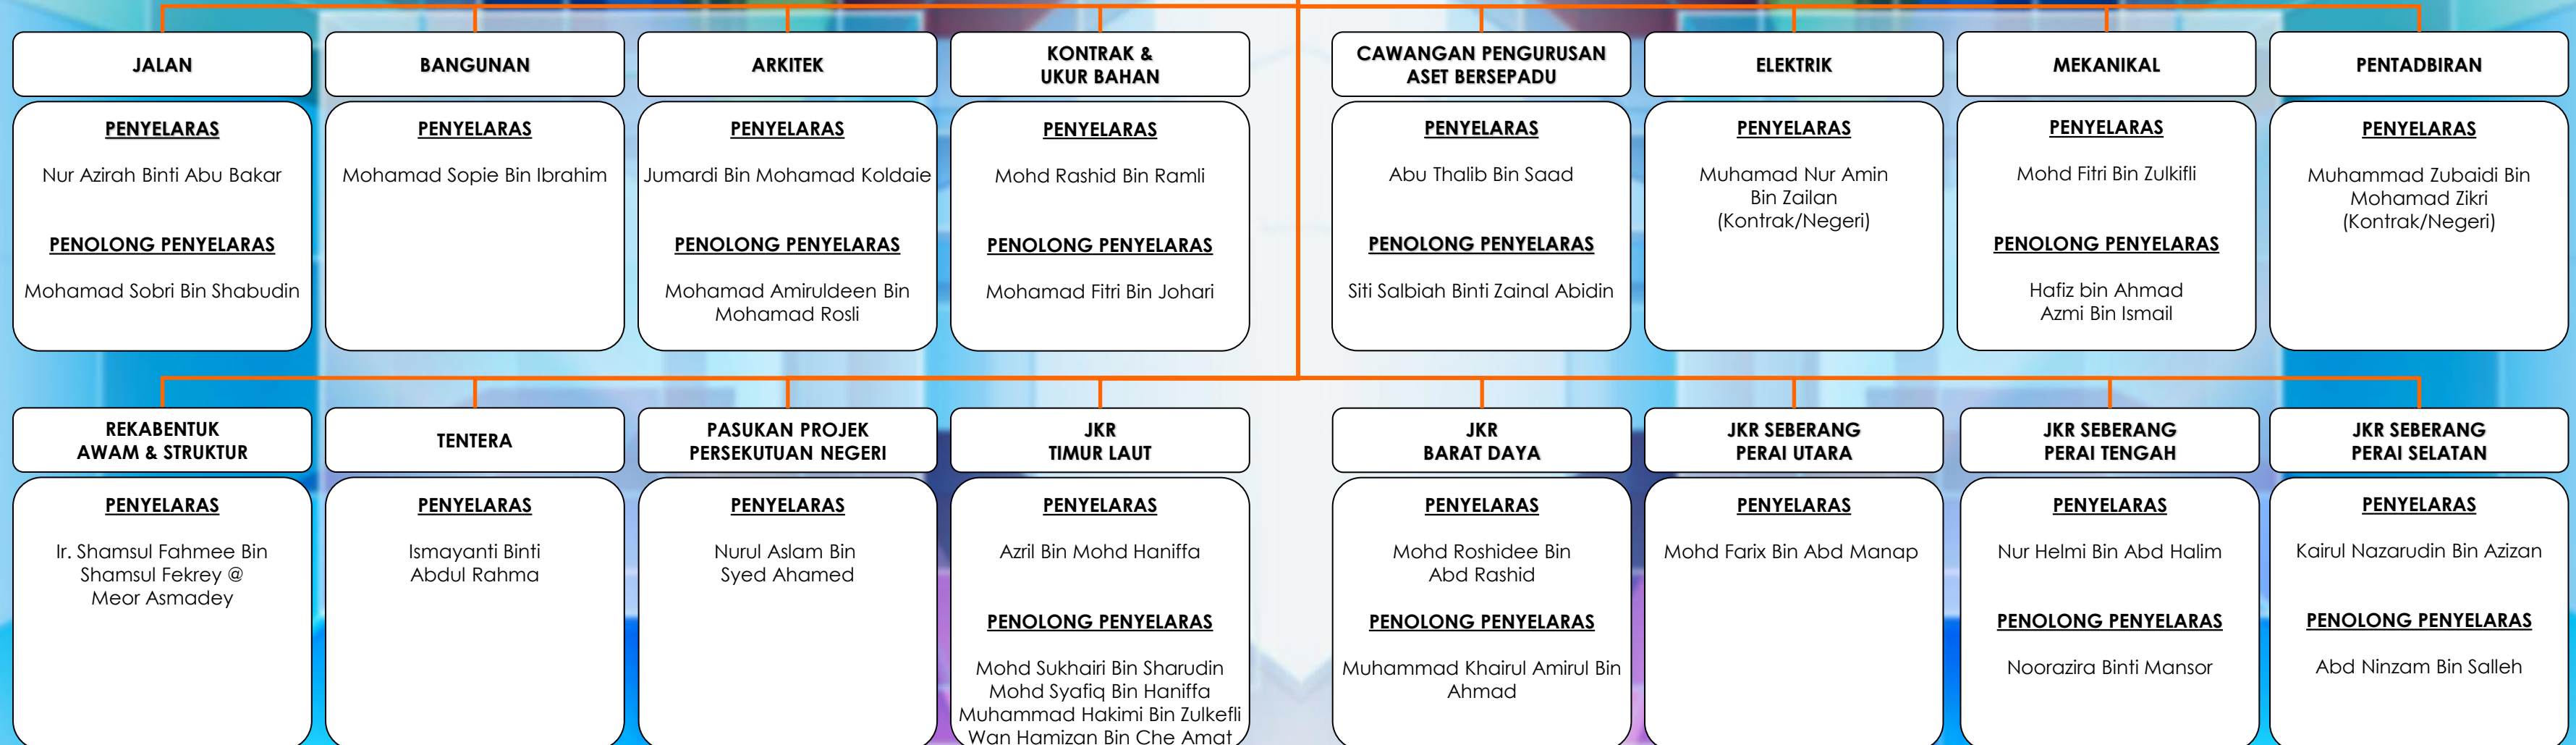 JALAN
PENYELARAS
Nur Azirah Binti Abu Bakar
PENOLONG PENYELARAS
Mohamad Sobri Bin Shabudin
BANGUNAN
PENYELARAS
Mohamad Sopie Bin Ibrahim
ARKITEK
PENYELARAS
Jumardi Bin Mohamad Koldaie
PENOLONG PENYELARAS
Mohamad Amiruldeen Bin
Mohamad Rosli
KONTRAK &
UKUR BAHAN
PENYELARAS
Mohd Rashid Bin Ramli
PENOLONG PENYELARAS
Mohamad Fitri Bin Johari
CAWANGAN PENGURUSAN
ASET BERSEPADU
PENYELARAS
Abu Thalib Bin Saad
PENOLONG PENYELARAS
Siti Salbiah Binti Zainal Abidin
ELEKTRIK
PENYELARAS
Muhamad Nur Amin
Bin Zailan
(Kontrak/Negeri)
MEKANIKAL
PENYELARAS
Mohd Fitri Bin Zulkifli
PENOLONG PENYELARAS
Hafiz bin Ahmad
Azmi Bin Ismail
PENTADBIRAN
PENYELARAS
Muhammad Zubaidi Bin
Mohamad Zikri
(Kontrak/Negeri)
REKABENTUK
AWAM & STRUKTUR
PENYELARAS
Ir. Shamsul Fahmee Bin
Shamsul Fekrey @
Meor Asmadey
TENTERA
PENYELARAS
Ismayanti Binti
Abdul Rahma
PASUKAN PROJEK
PERSEKUTUAN NEGERI
PENYELARAS
Nurul Aslam Bin
Syed Ahamed
JKR
TIMUR LAUT
PENYELARAS
Azril Bin Mohd Haniffa
PENOLONG PENYELARAS
Mohd Sukhairi Bin Sharudin
Mohd Syafiq Bin Haniffa
Muhammad Hakimi Bin Zulkefli
Wan Hamizan Bin Che Amat
JKR
BARAT DAYA
PENYELARAS
Mohd Roshidee Bin
Abd Rashid
PENOLONG PENYELARAS
Muhammad Khairul Amirul Bin
Ahmad
JKR SEBERANG
PERAI UTARA
PENYELARAS
Mohd Farix Bin Abd Manap
JKR SEBERANG
PERAI TENGAH
PENYELARAS
Nur Helmi Bin Abd Halim
PENOLONG PENYELARAS
Noorazira Binti Mansor
JKR SEBERANG
PERAI SELATAN
PENYELARAS
Kairul Nazarudin Bin Azizan
PENOLONG PENYELARAS
Abd Ninzam Bin Salleh